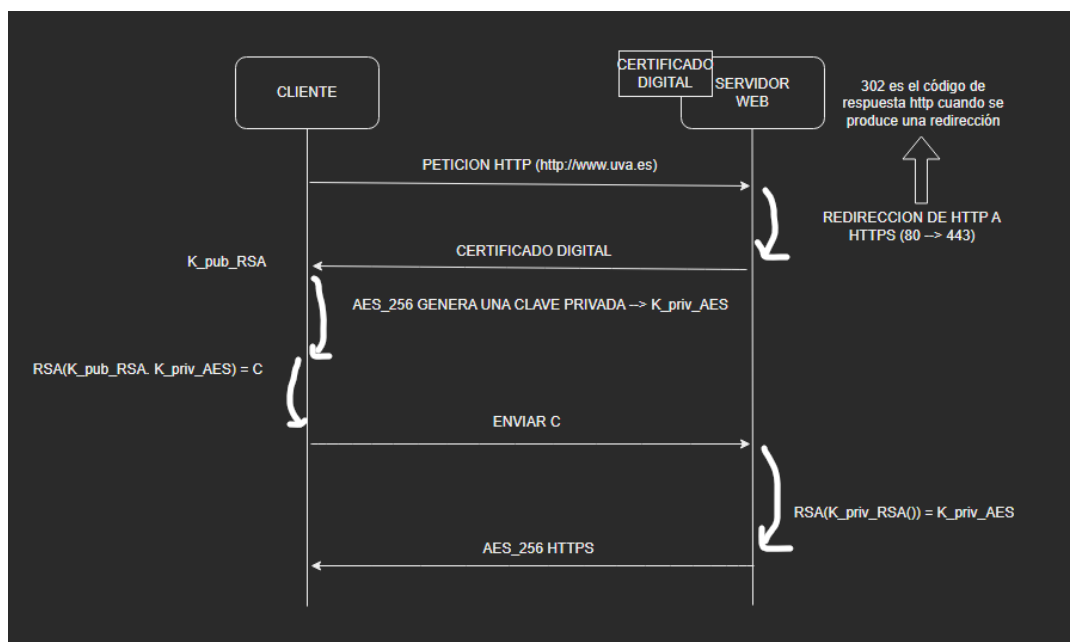 CLIENTE
CERTIFICADO
DIGITAL
SERVIDOR
WEB
302 es el código de
respuesta http cuando se
produce una redirección
PETICION HTTP (http://www.uva.es)
REDIRECCION DE HTTP A
HTTPS (80 --> 443)
CERTIFICADO DIGITAL
K_pub_RSA
AES_256 GENERA UNA CLAVE PRIVADA --> K_priv_AES
RSA(K_pub_RSA. K_priv_AES) = C
ENVIAR C
RSA(K_priv_RSA()) = K_priv_AES
AES_256 HTTPS